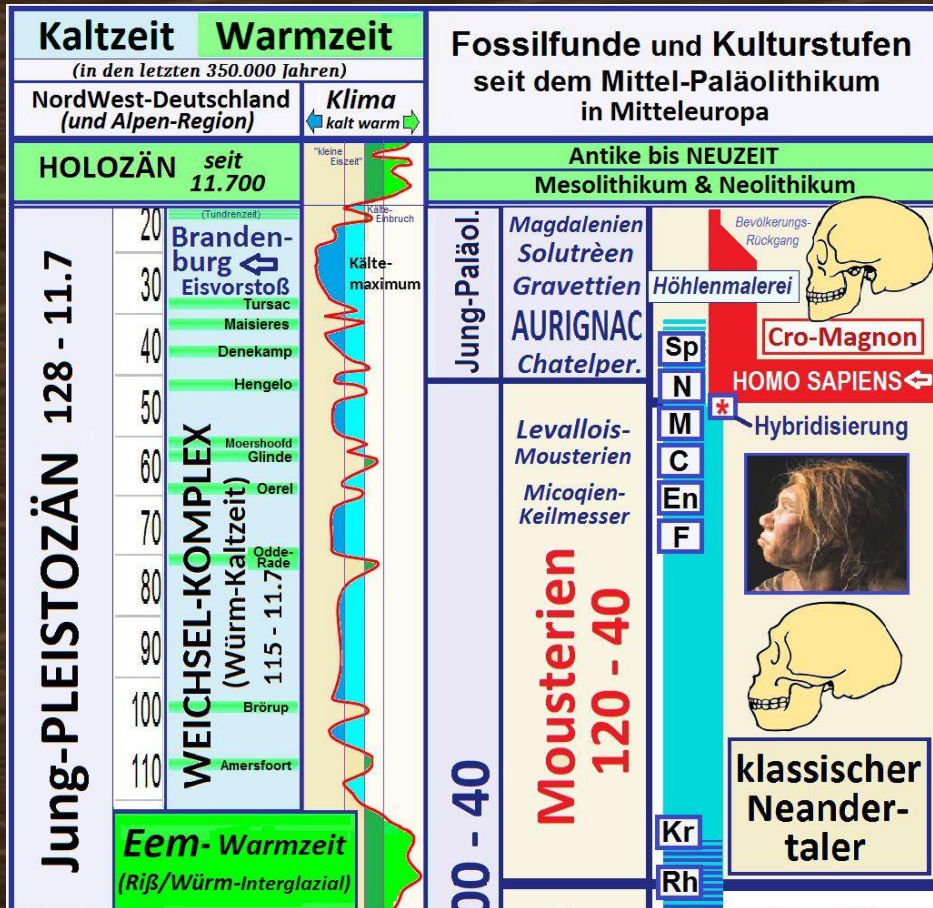 Kaltzeit Warmzeit
(in den letzten 350.000 Jahren)
NordWest-Deutschland
(und Alpen-Region)
Klima
kalt warm
Fossilfunde und Kulturstufen
seit dem Mittel-Paläolithikum
in Mitteleuropa
HOLOZÄN seit
11.700
"kleine
Eiszeit"
Antike bis NEUZEIT
Mesolithikum & Neolithikum
Jung-PLEISTOZÄN 128 - 11.7
20
30
40
50
60
70
80
90
100
110
(Tundrenzeit)
Branden-
burg
Eisvorstoß
Tursac
Maisieres
Denekamp
Hengelo
Moershoofd
Glinde
Oerel
Odde-
Rade
Brörup
Amersfoort
WEICHSEL-KOMPLEX
(Würm-Kaltzeit)
115 - 11.7
Kälte-
Einbruch
Kälte-
maximum
Eem- Warmzeit
(Riß/Würm-Interglazial)
Jung-Paläol.
Magdalenien
Solutrèen
Gravettien
AURIGNAC
Chatelper.
00 - 40
Levallois-
Mousterien
Micoqien-
Keilmesser
Mousterien
120 - 40
Bevölkerungs-
Rückgang
Höhlenmalerei
Cro-Magnon
HOMO SAPIENS
*
Hybridisierung
Sp
N
M
C
En
F
Kr
Rh
klassischer
Neander-
taler